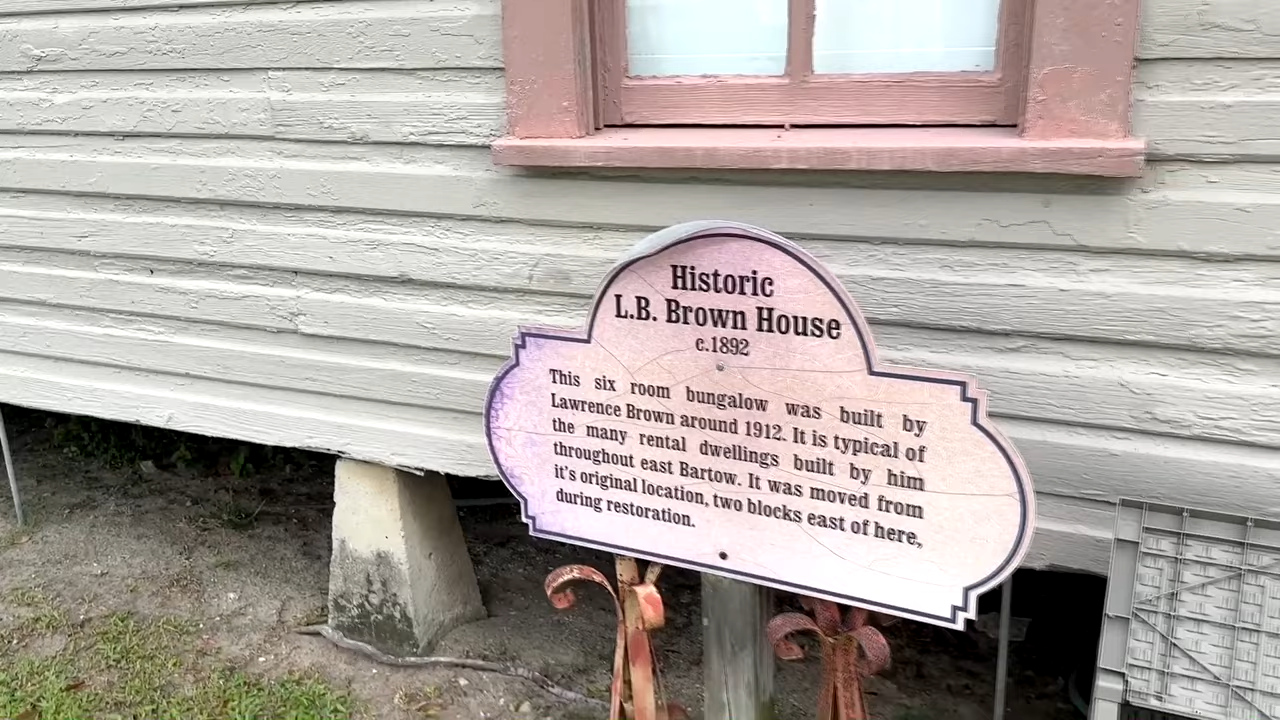 Historic
L.B. Brown House
c.1892
This six room bungalow was built by
Lawrence Brown around 1912. It is typical of
the many rental dwellings built by him
throughout east Bartow. It was moved from
it's original location, two blocks east of here,
during restoration.